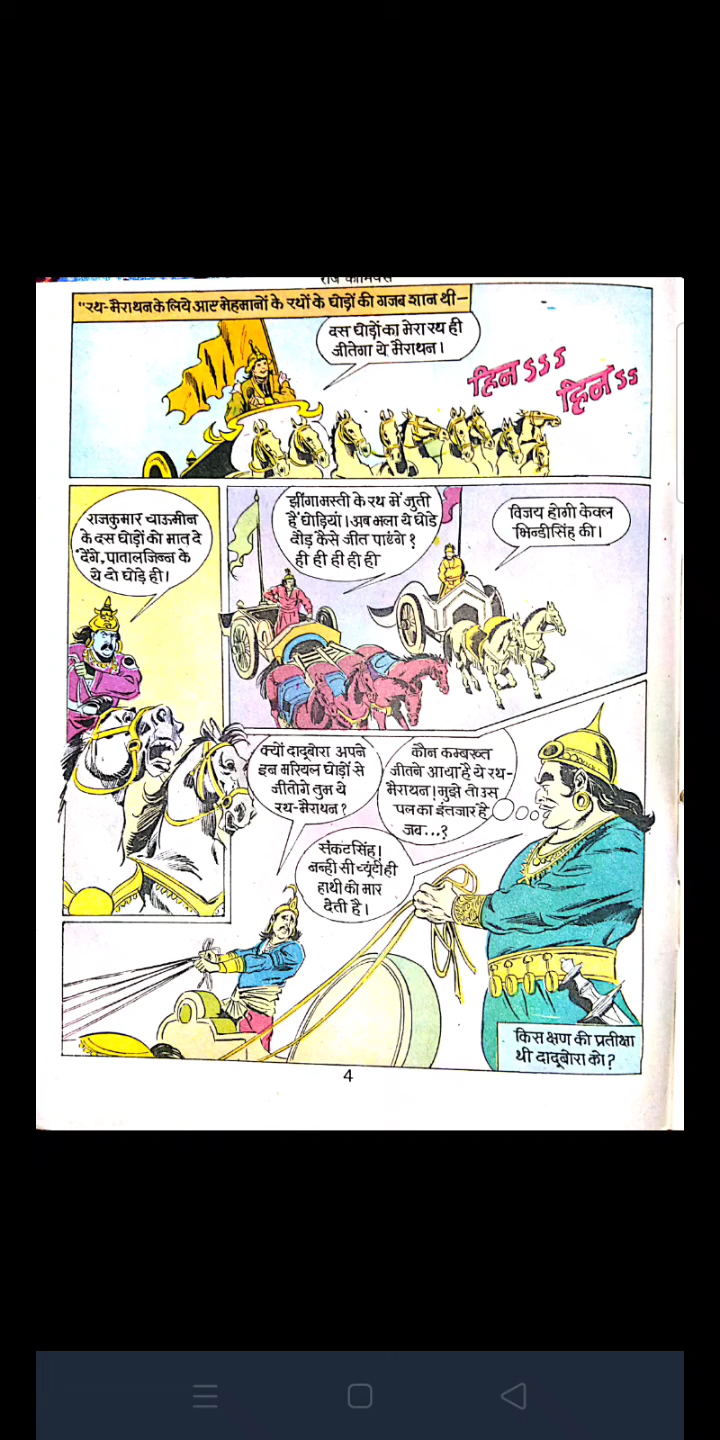 राज कॉमिक्स
"रथ-मैराथन के लिये आए मेहमानों के रथों के घोड़ों की गजब शान थी—
दस घोड़ों का मेरा रथ ही
जीतेगा ये मैराथन।
हिनsss
हिनss
राजकुमार चाऊमीन
के दस घोड़ों को मात दे
देंगे, पातालजिन्न के
ये दो घोड़े ही।
झींगामस्ती के रथ में जुती
हैं घोड़ियां। अब भला ये घोड़े
दौड़ कैसे जीत पाएंगे?
ही ही ही ही ही
विजय होगी केवल
भिन्डीसिंह की।
क्यों दादूबोरा अपने
इन मरियल घोड़ों से
जीतोगे तुम ये
रथ-मैराथन?
कौन कम्बख्त
जीतने आया है ये रथ-
मैराथन। मुझे तो उस
पल का इंतजार है
जब...?
संकटसिंह।
नन्ही सी च्यूंटी ही
हाथी को मार
देती है।
किस क्षण की प्रतीक्षा
थी दादूबोरा को?
4